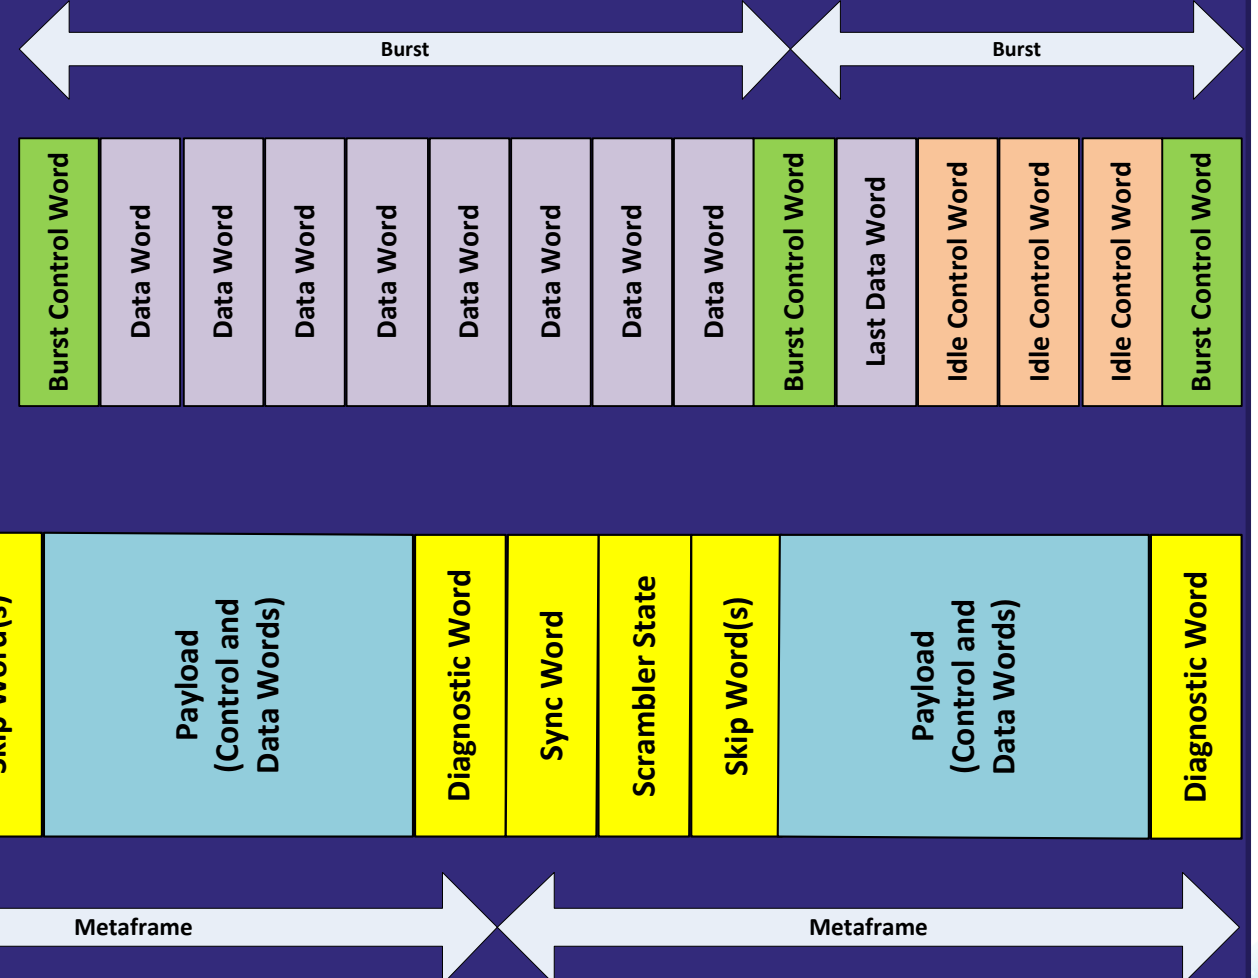 Burst
Burst
Burst Control Word
Data Word
Data Word
Data Word
Data Word
Data Word
Data Word
Data Word
Data Word
Burst Control Word
Last Data Word
Idle Control Word
Idle Control Word
Idle Control Word
Burst Control Word
Skip Word(s)
Payload
(Control and
Data Words)
Diagnostic Word
Sync Word
Scrambler State
Skip Word(s)
Payload
(Control and
Data Words)
Diagnostic Word
Metaframe
Metaframe